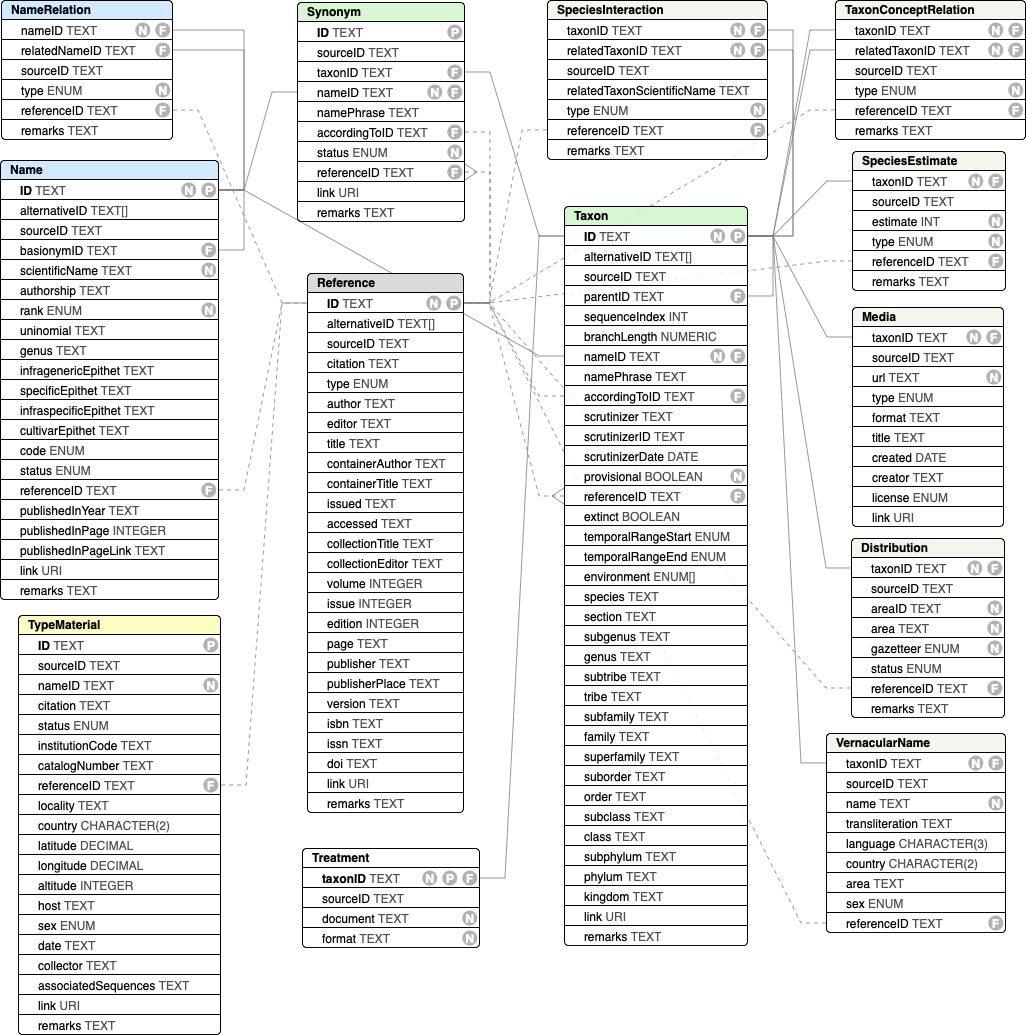 NameRelation
nameID TEXT N F
relatedNameID TEXT F
sourceID TEXT
type ENUM N
referenceID TEXT F
remarks TEXT
Name
ID TEXT N P
alternativeID TEXT[]
sourceID TEXT
basionymID TEXT F
scientificName TEXT N
authorship TEXT
rank ENUM N
uninomial TEXT
genus TEXT
infragenericEpithet TEXT
specificEpithet TEXT
infraspecificEpithet TEXT
cultivarEpithet TEXT
code ENUM
status ENUM
referenceID TEXT F
publishedInYear TEXT
publishedInPage INTEGER
publishedInPageLink TEXT
link URI
remarks TEXT
TypeMaterial
ID TEXT P
sourceID TEXT
nameID TEXT N
citation TEXT
status ENUM
institutionCode TEXT
catalogNumber TEXT
referenceID TEXT F
locality TEXT
country CHARACTER(2)
latitude DECIMAL
longitude DECIMAL
altitude INTEGER
host TEXT
sex ENUM
date TEXT
collector TEXT
associatedSequences TEXT
link URI
remarks TEXT
Synonym
ID TEXT P
sourceID TEXT
taxonID TEXT F
nameID TEXT N F
namePhrase TEXT
accordingToID TEXT F
status ENUM N
referenceID TEXT F
link URI
remarks TEXT
Reference
ID TEXT N P
alternativeID TEXT[]
sourceID TEXT
citation TEXT
type ENUM
author TEXT
editor TEXT
title TEXT
containerAuthor TEXT
containerTitle TEXT
issued TEXT
accessed TEXT
collectionTitle TEXT
collectionEditor TEXT
volume INTEGER
issue INTEGER
edition INTEGER
page TEXT
publisher TEXT
publisherPlace TEXT
version TEXT
isbn TEXT
issn TEXT
doi TEXT
link URI
remarks TEXT
Treatment
taxonID TEXT N P F
sourceID TEXT
document TEXT N
format TEXT N
SpeciesInteraction
taxonID TEXT N F
relatedTaxonID TEXT N F
sourceID TEXT
relatedTaxonScientificName TEXT
type ENUM N
referenceID TEXT F
remarks TEXT
Taxon
ID TEXT N P
alternativeID TEXT[]
sourceID TEXT
parentID TEXT F
sequenceIndex INT
branchLength NUMERIC
nameID TEXT N F
namePhrase TEXT
accordingToID TEXT F
scrutinizer TEXT
scrutinizerID TEXT
scrutinizerDate DATE
provisional BOOLEAN N
referenceID TEXT F
extinct BOOLEAN
temporalRangeStart ENUM
temporalRangeEnd ENUM
environment ENUM[]
species TEXT
section TEXT
subgenus TEXT
genus TEXT
subtribe TEXT
tribe TEXT
subfamily TEXT
family TEXT
superfamily TEXT
suborder TEXT
order TEXT
subclass TEXT
class TEXT
subphylum TEXT
phylum TEXT
kingdom TEXT
link URI
remarks TEXT
TaxonConceptRelation
taxonID TEXT N F
relatedTaxonID TEXT N F
sourceID TEXT
type ENUM N
referenceID TEXT F
remarks TEXT
SpeciesEstimate
taxonID TEXT N F
sourceID TEXT
estimate INT N
type ENUM N
referenceID TEXT F
remarks TEXT
Media
taxonID TEXT N F
sourceID TEXT
url TEXT N
type ENUM
format TEXT
title TEXT
created DATE
creator TEXT
license ENUM
link URI
Distribution
taxonID TEXT N F
sourceID TEXT
areaID TEXT N
area TEXT N
gazetteer ENUM N
status ENUM
referenceID TEXT F
remarks TEXT
VernacularName
taxonID TEXT N F
sourceID TEXT
name TEXT N
transliteration TEXT
language CHARACTER(3)
country CHARACTER(2)
area TEXT
sex ENUM
referenceID TEXT F